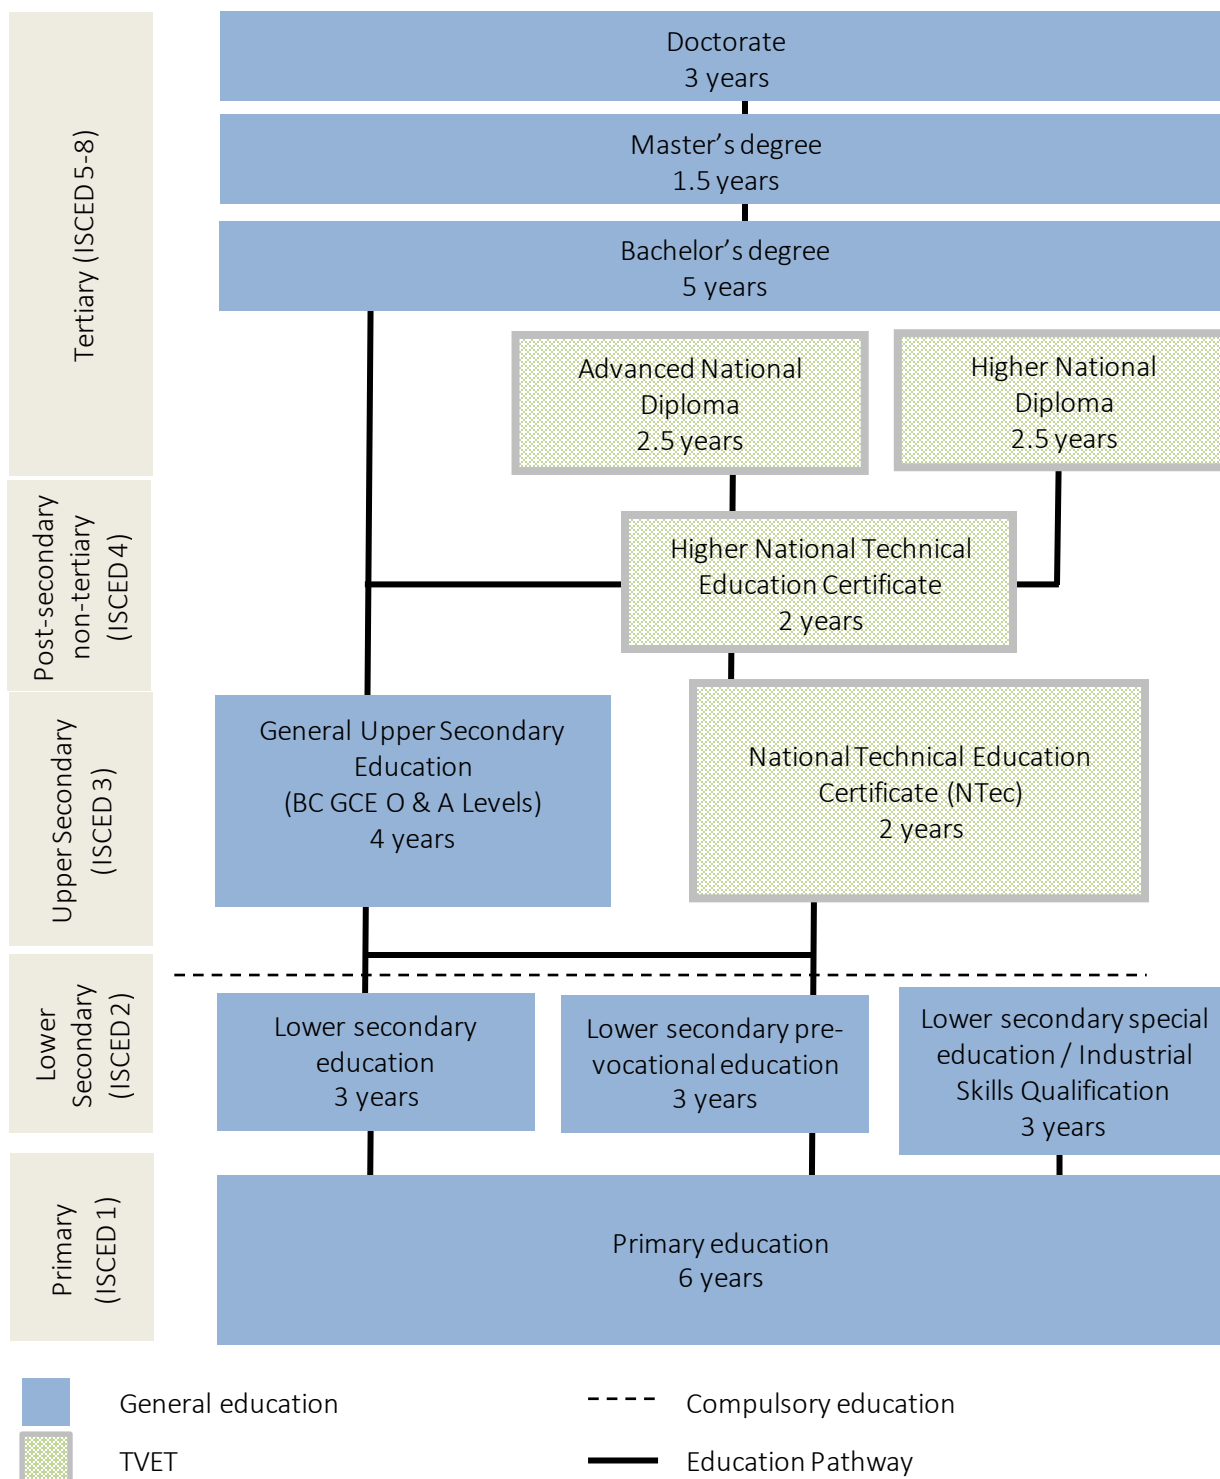 Tertiary (ISCED 5-8)
Doctorate
3 years
Master's degree
1.5 years
Bachelor's degree
5 years
Advanced National
Diploma
2.5 years
Higher National
Diploma
2.5 years
Post-secondary
non-tertiary
(ISCED 4)
Higher National Technical
Education Certificate
2 years
Upper Secondary
(ISCED 3)
General Upper Secondary
Education
(BC GCE O & A Levels)
4 years
National Technical Education
Certificate (NTec)
2 years
Lower
Secondary
(ISCED 2)
Lower secondary
education
3 years
Lower secondary pre-
vocational education
3 years
Lower secondary special
education / Industrial
Skills Qualification
3 years
Primary
(ISCED 1)
Primary education
6 years
General education
Compulsory education
TVET
Education Pathway